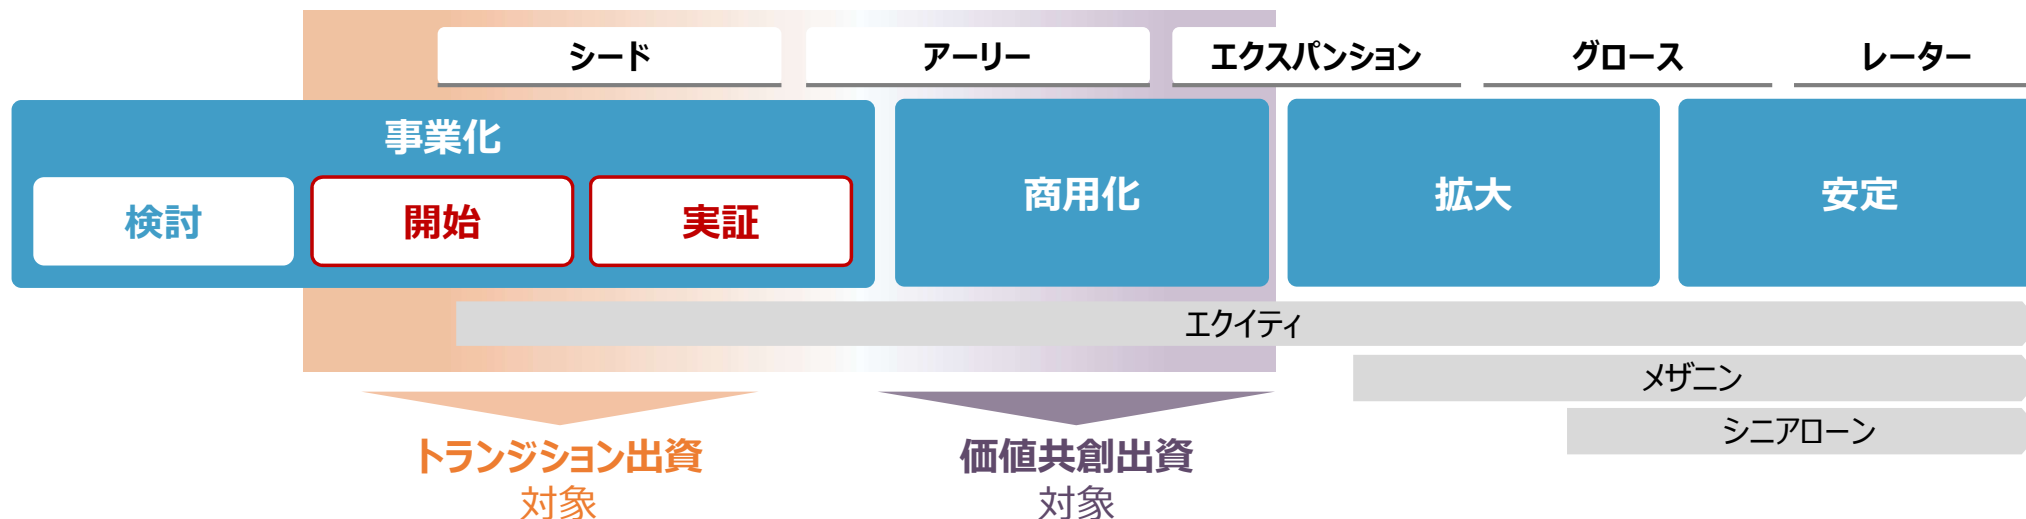 シード
アーリー
エクスパンション
グロース
レーター
事業化
検討
開始
実証
商用化
拡大
安定
エクイティ
メザニン
シニアローン
トランジション出資
対象
価値共創出資
対象